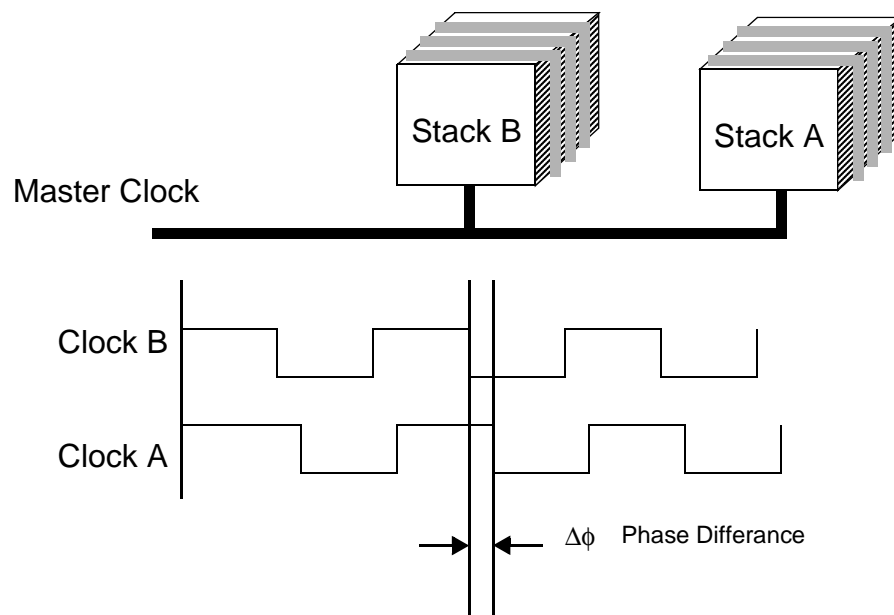 Stack B
Stack A
Master Clock
Clock B
Clock A
Δϕ Phase Differance